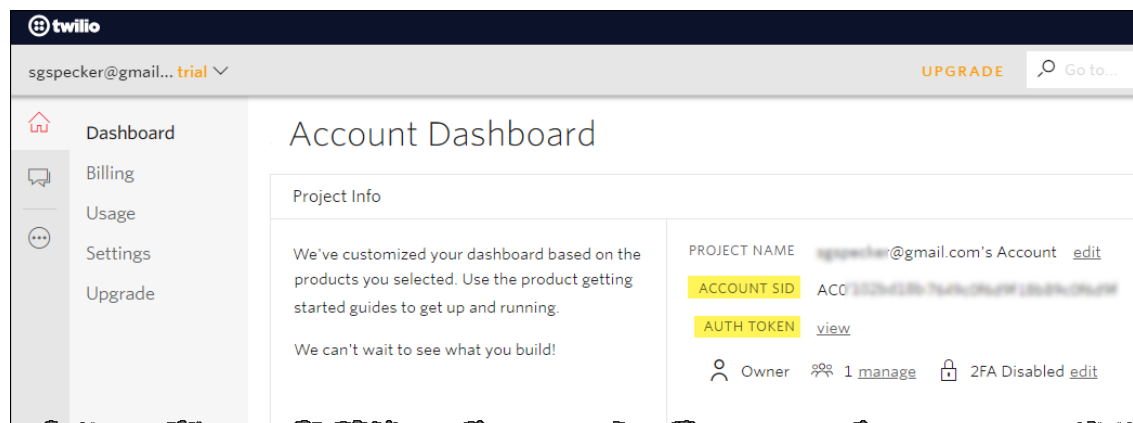 twilio
sgspecker@gmail... trial
UPGRADE
Go to...
Dashboard
Billing
Usage
Settings
Upgrade
Account Dashboard
Project Info
We've customized your dashboard based on the
products you selected. Use the product getting
started guides to get up and running.
We can't wait to see what you build!
PROJECT NAME @gmail.com's Account edit
ACCOUNT SID AC0
AUTH TOKEN view
Owner 1 manage 2FA Disabled edit